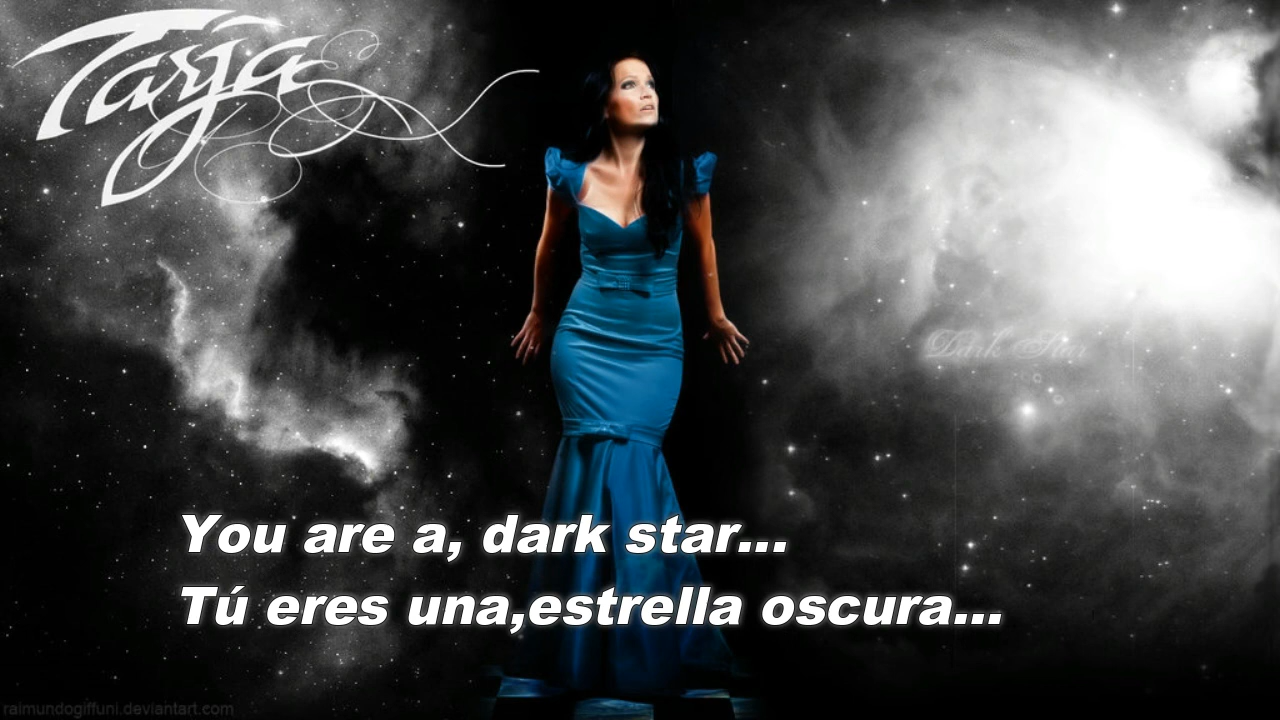 Tarja
Dark Star
You are a, dark star...
Tú eres una,estrella oscura...
raimundogiffuni.deviantart.com